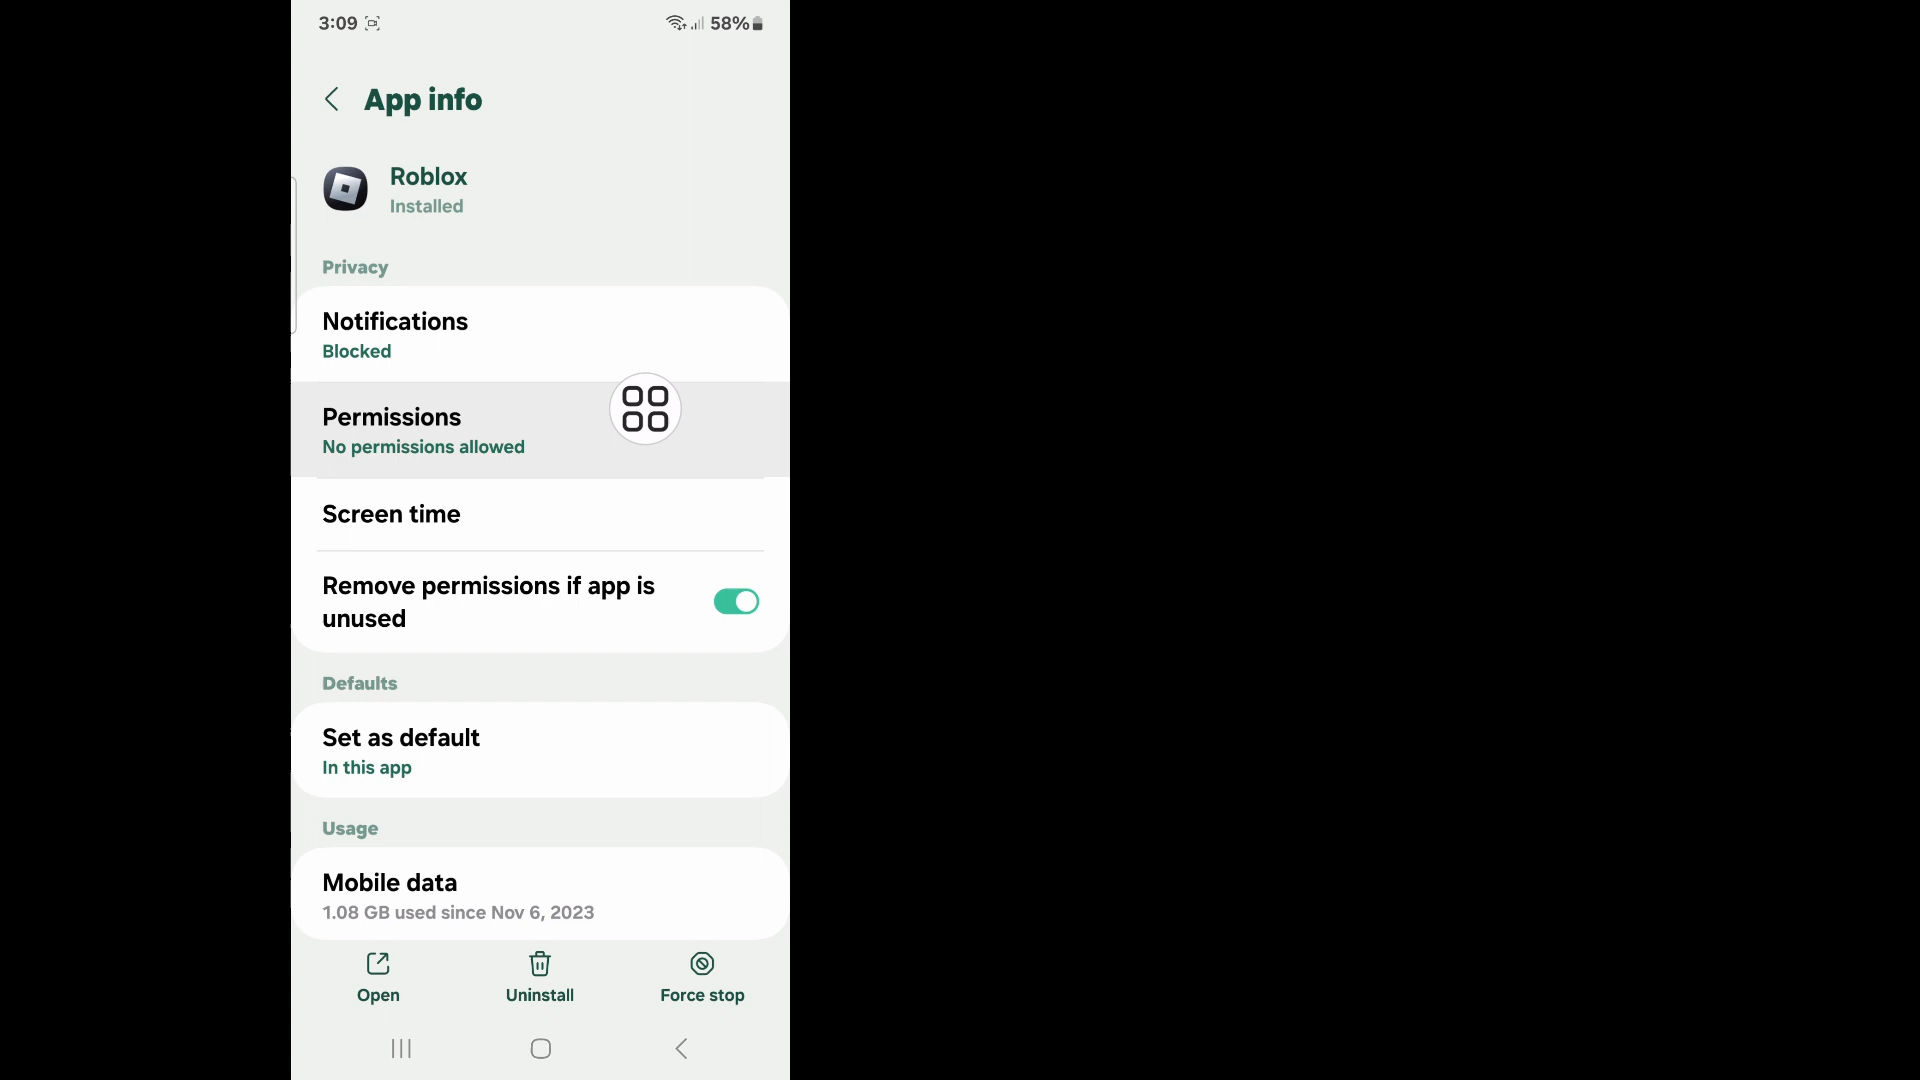 3:09 58%
App info
Roblox
Installed
Privacy
Notifications
Blocked
Permissions
No permissions allowed
Screen time
Remove permissions if app is
unused
Defaults
Set as default
In this app
Usage
Mobile data
1.08 GB used since Nov 6, 2023
Open Uninstall Force stop